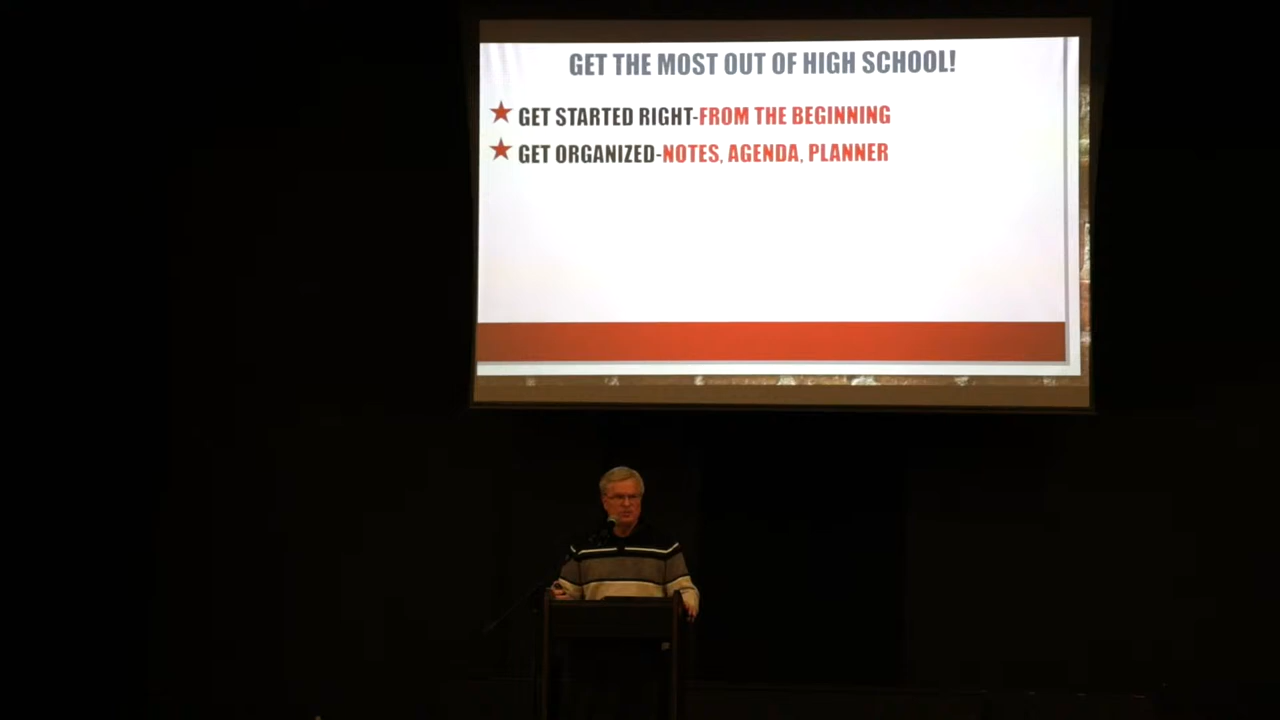 GET THE MOST OUT OF HIGH SCHOOL!
GET STARTED RIGHT-FROM THE BEGINNING
GET ORGANIZED-NOTES, AGENDA, PLANNER